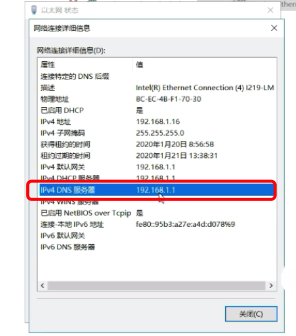 以太网 状态
网络连接详细信息
网络连接详细信息(D):
属性 值
连接特定的 DNS 后缀
描述 Intel(R) Ethernet Connection (4) I219-LM
物理地址 8C-EC-4B-F1-70-30
已启用 DHCP 是
IPv4 地址 192.168.1.16
IPv4 子网掩码 255.255.255.0
获得租约的时间 2020年1月20日 8:56:58
租约过期的时间 2020年1月21日 13:38:31
IPv4 默认网关 192.168.1.1
IPv4 DHCP 服务器 192.168.1.1
IPv4 DNS 服务器 192.168.1.1
IPv4 WINS 服务器
已启用 NetBIOS over Tcpip 是
连接-本地 IPv6 地址 fe80::95b3:a27e:a4d:d078%9
IPv6 默认网关
IPv6 DNS 服务器
关闭(C)